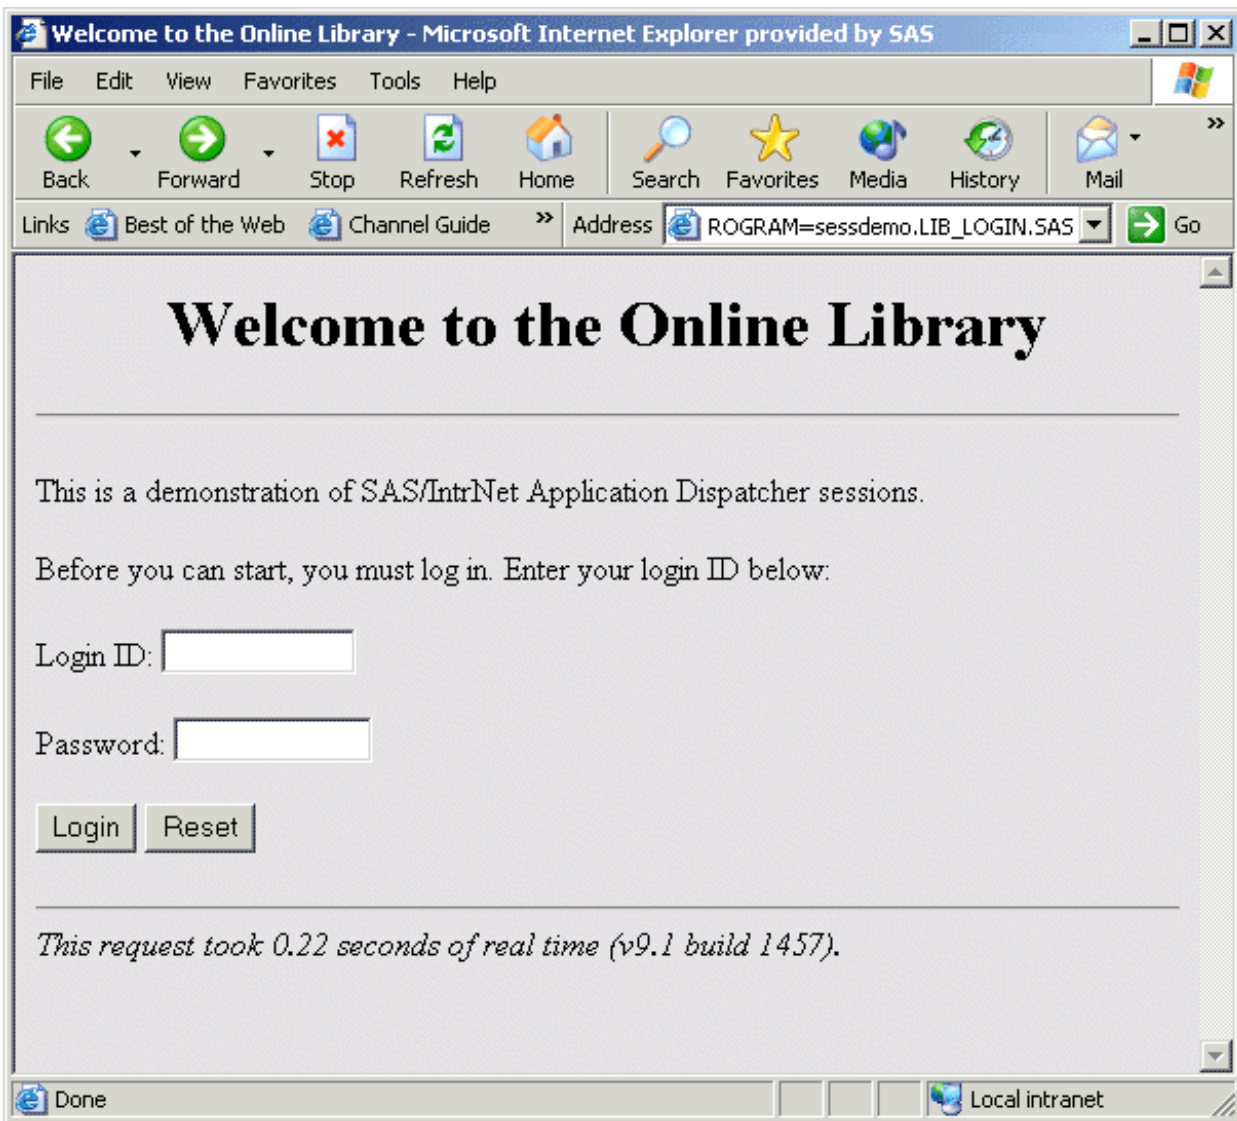 Welcome to the Online Library - Microsoft Internet Explorer provided by SAS
File Edit View Favorites Tools Help
Back Forward Stop Refresh Home Search Favorites Media History Mail »
Links Best of the Web Channel Guide » Address ROGRAM=sessdemo.LIB_LOGIN.SAS Go
Welcome to the Online Library
This is a demonstration of SAS/IntrNet Application Dispatcher sessions.
Before you can start, you must log in. Enter your login ID below:
Login ID:
Password:
Login Reset
This request took 0.22 seconds of real time (v9.1 build 1457).
Done Local intranet